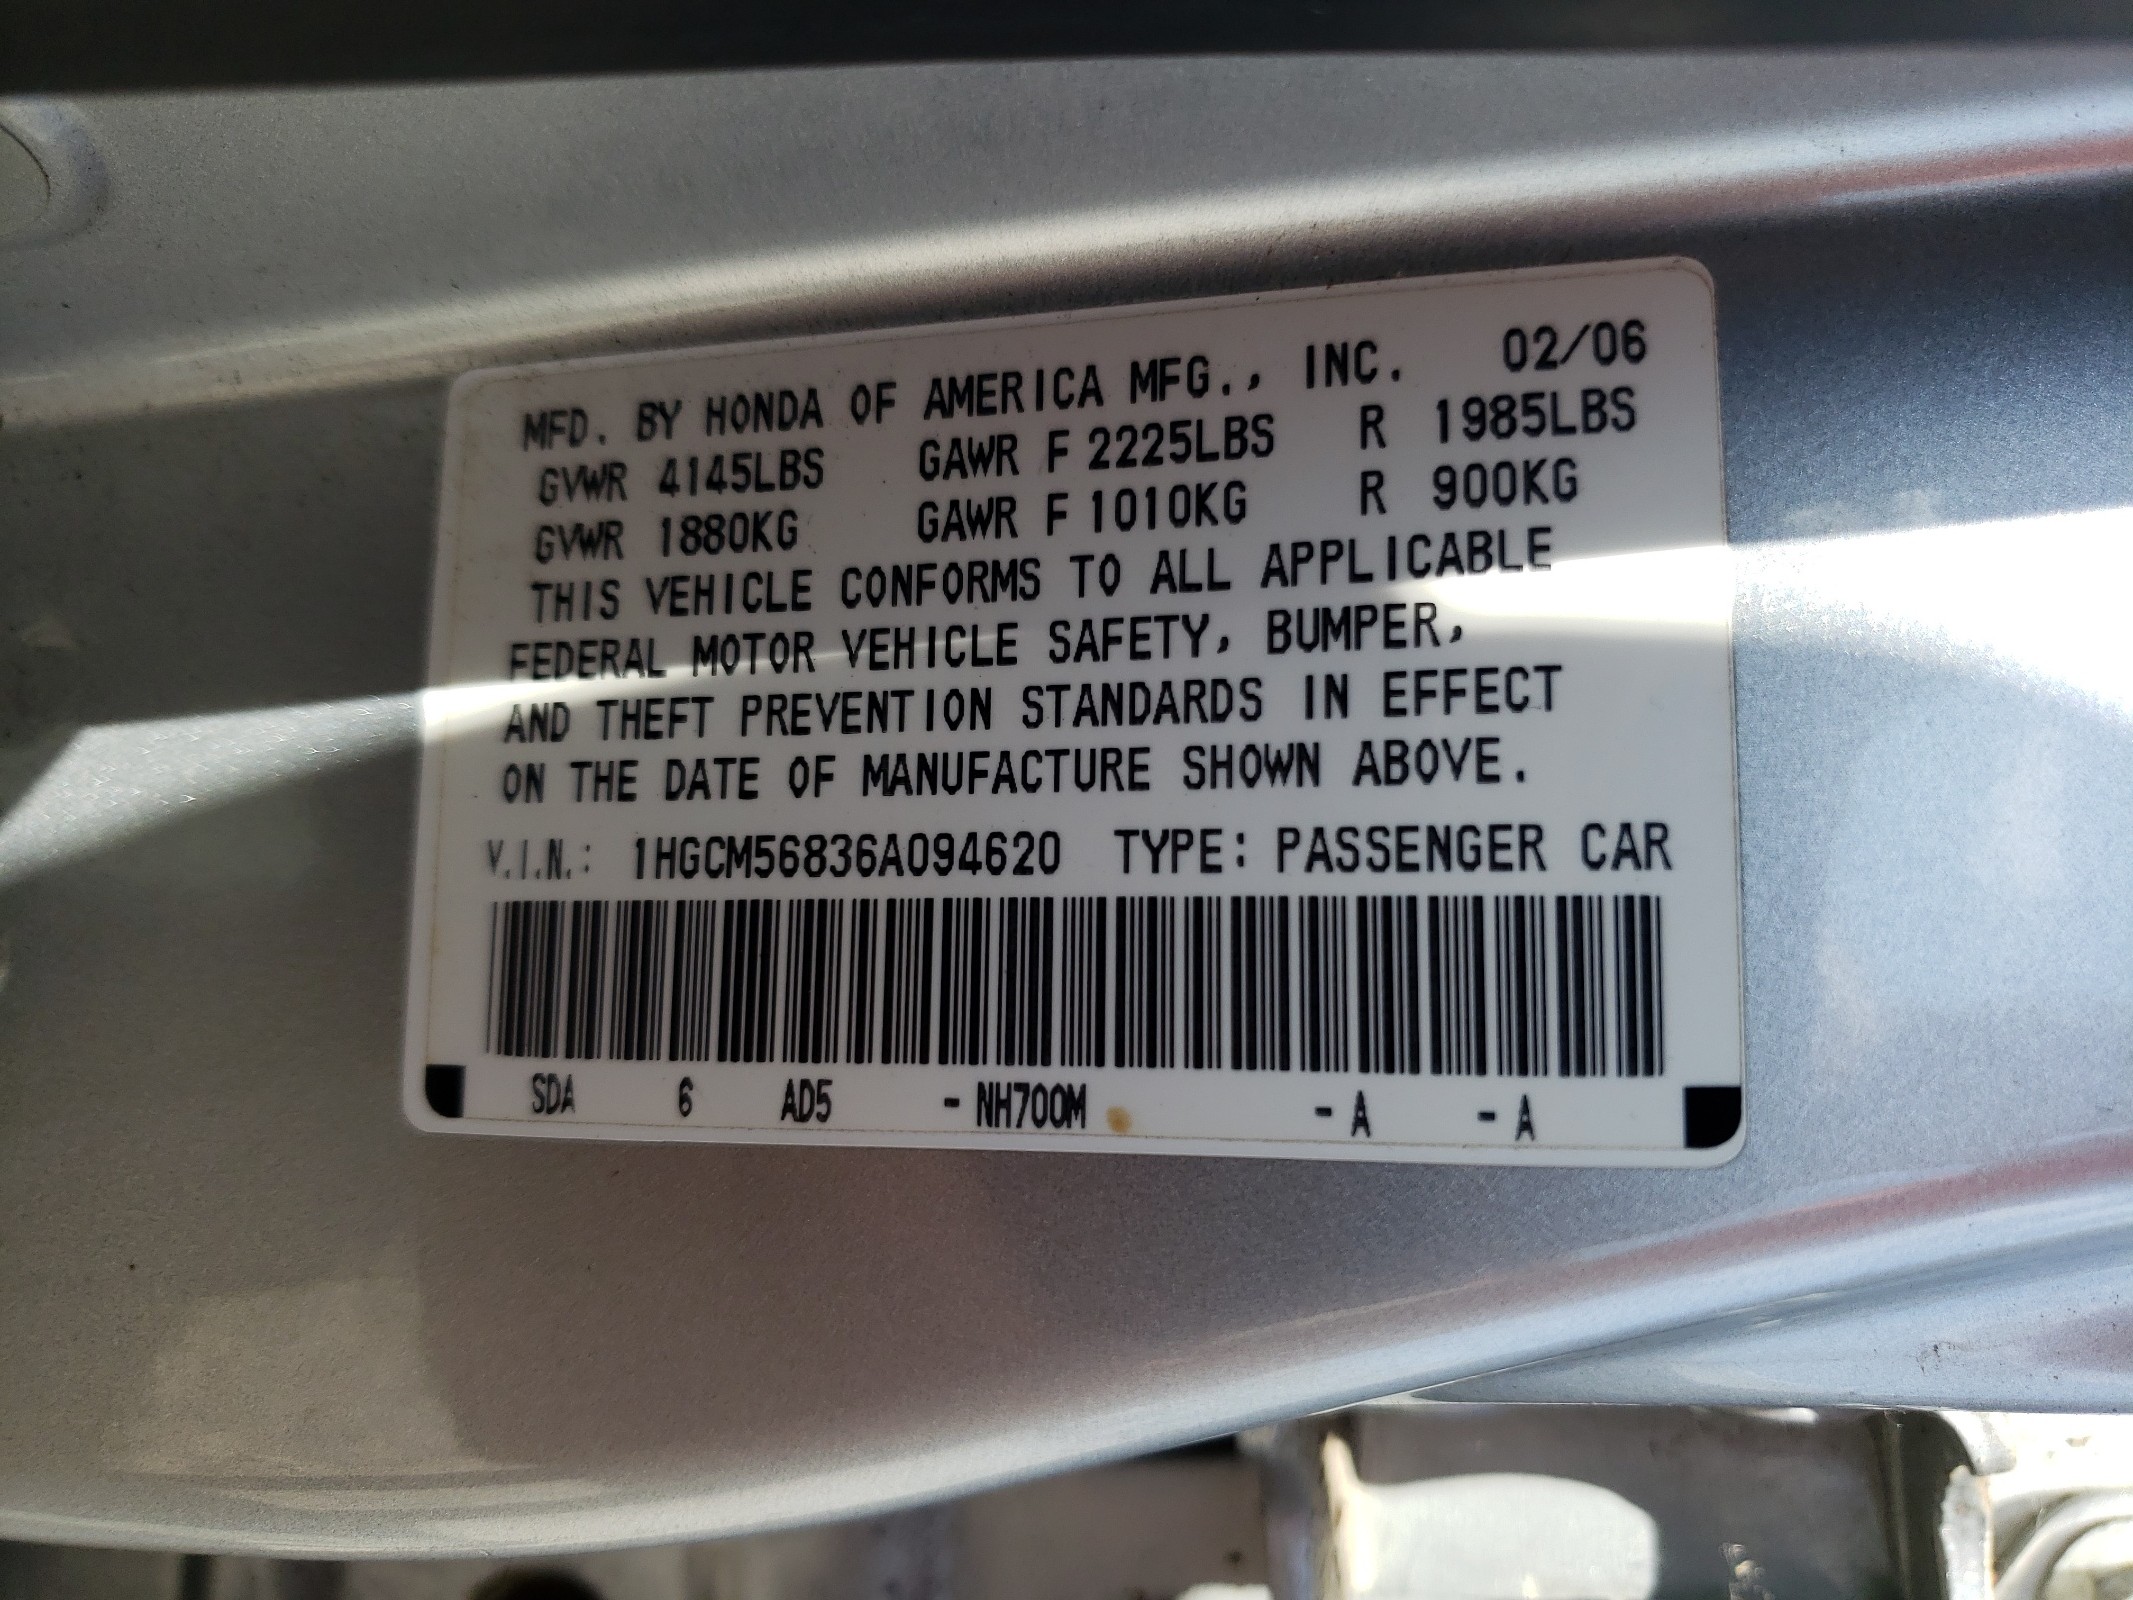 MFD. BY HONDA OF AMERICA MFG., INC. 02/06
GVWR 4145LBS GAWR F 2225LBS R 1985LBS
GVWR 1880KG GAWR F 1010KG R 900KG
THIS VEHICLE CONFORMS TO ALL APPLICABLE
FEDERAL MOTOR VEHICLE SAFETY, BUMPER,
AND THEFT PREVENTION STANDARDS IN EFFECT
ON THE DATE OF MANUFACTURE SHOWN ABOVE.
V.I.N.: 1HGCM56836A094620 TYPE: PASSENGER CAR
SDA 6 AD5 - NH700M - A - A